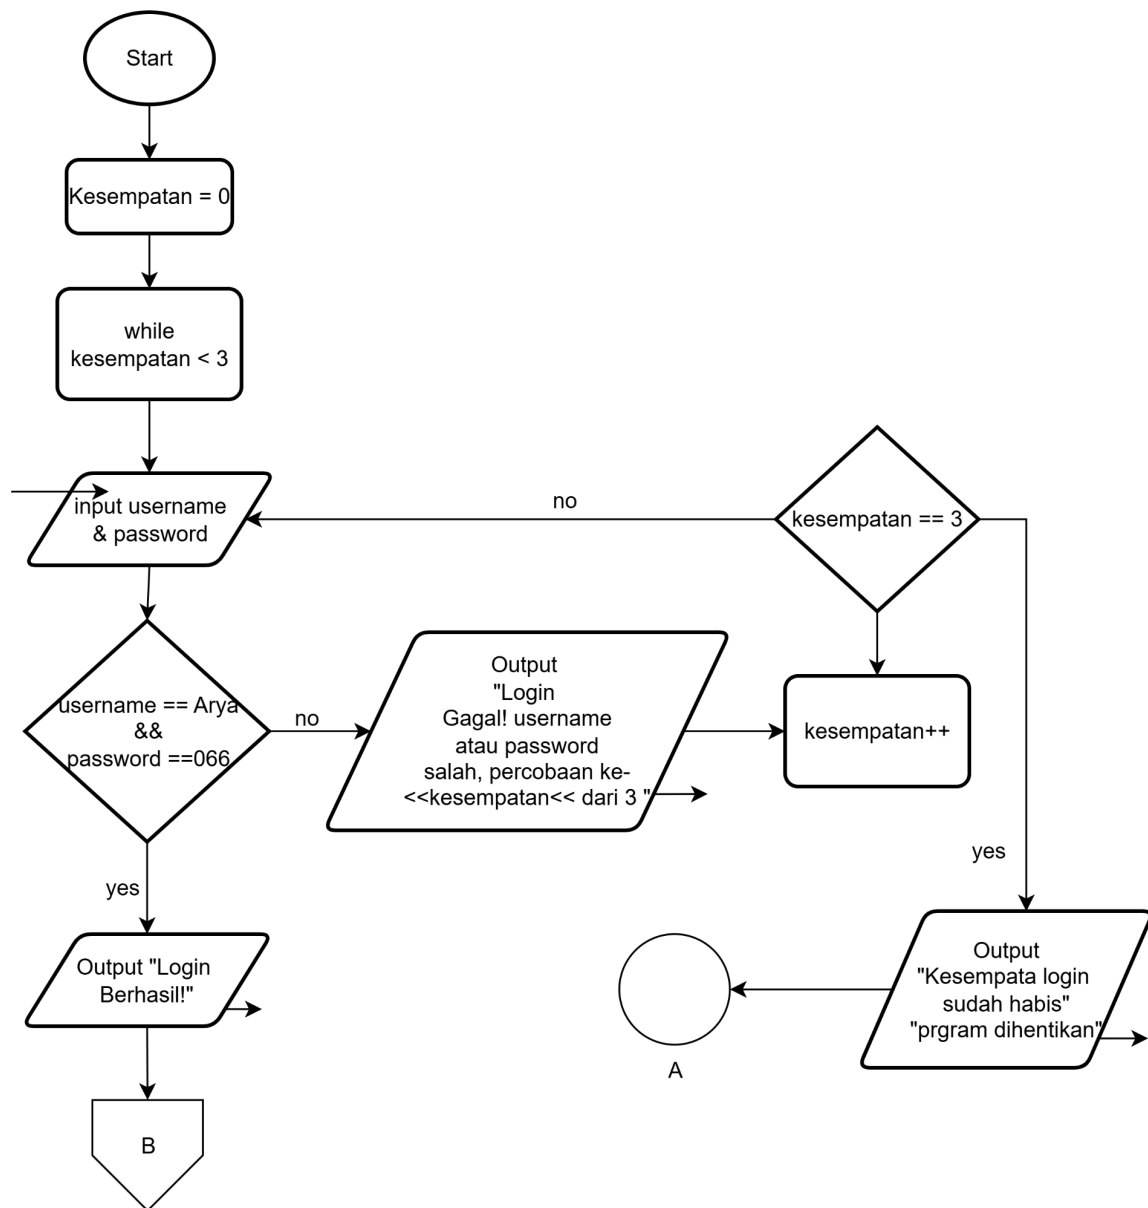 Start
Kesempatan = 0
while
kesempatan < 3
input username
& password
no
kesempatan == 3
username == Arya
&&
password ==066
no
Output
"Login
Gagal! username
atau password
salah, percobaan ke-
<<kesempatan<< dari 3 "
kesempatan++
yes
yes
Output "Login
Berhasil!"
Output
"Kesempata login
sudah habis"
"prgram dihentikan"
A
B